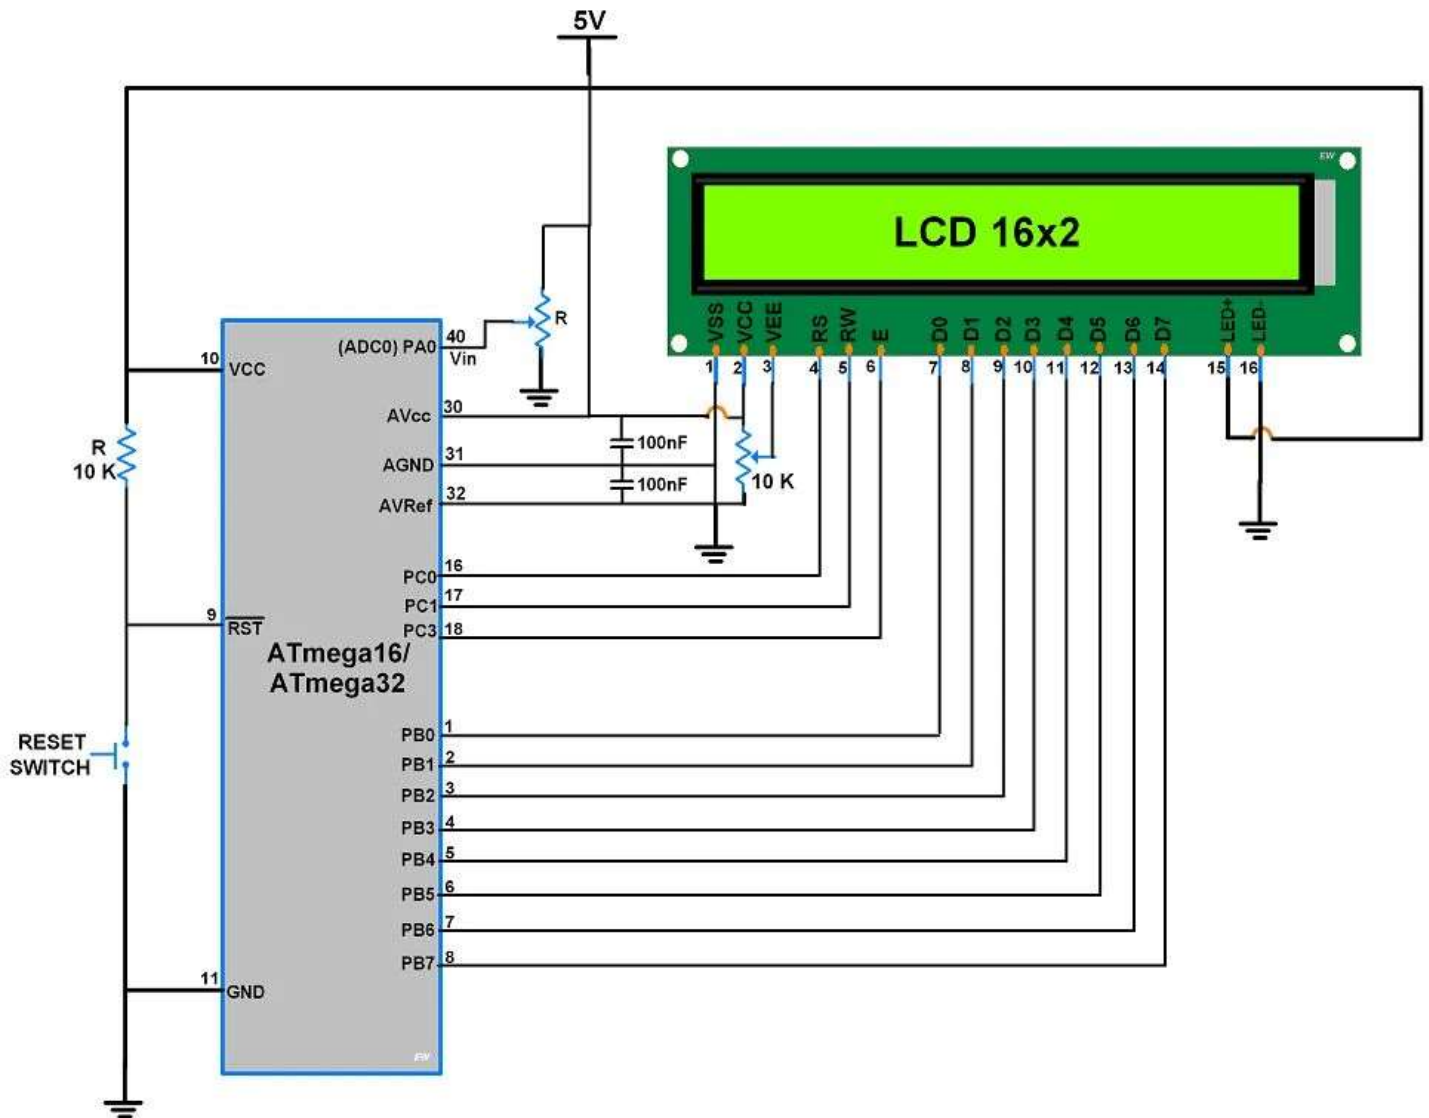 5V
EW
LCD 16x2
VSS VCC VEE RS RW E D0 D1 D2 D3 D4 D5 D6 D7 LED+ LED-
1 2 3 4 5 6 7 8 9 10 11 12 13 14 15 16
R
(ADC0) PA0 40
Vin
10 VCC
AVcc 30
100nF
R
10 K
AGND 31
100nF
10 K
AVRef 32
PC0 16
PC1 17
9 RST
PC3 18
ATmega16/
ATmega32
PB0 1
RESET
SWITCH
PB1 2
PB2 3
PB3 4
PB4 5
PB5 6
PB6 7
PB7 8
11 GND
EW